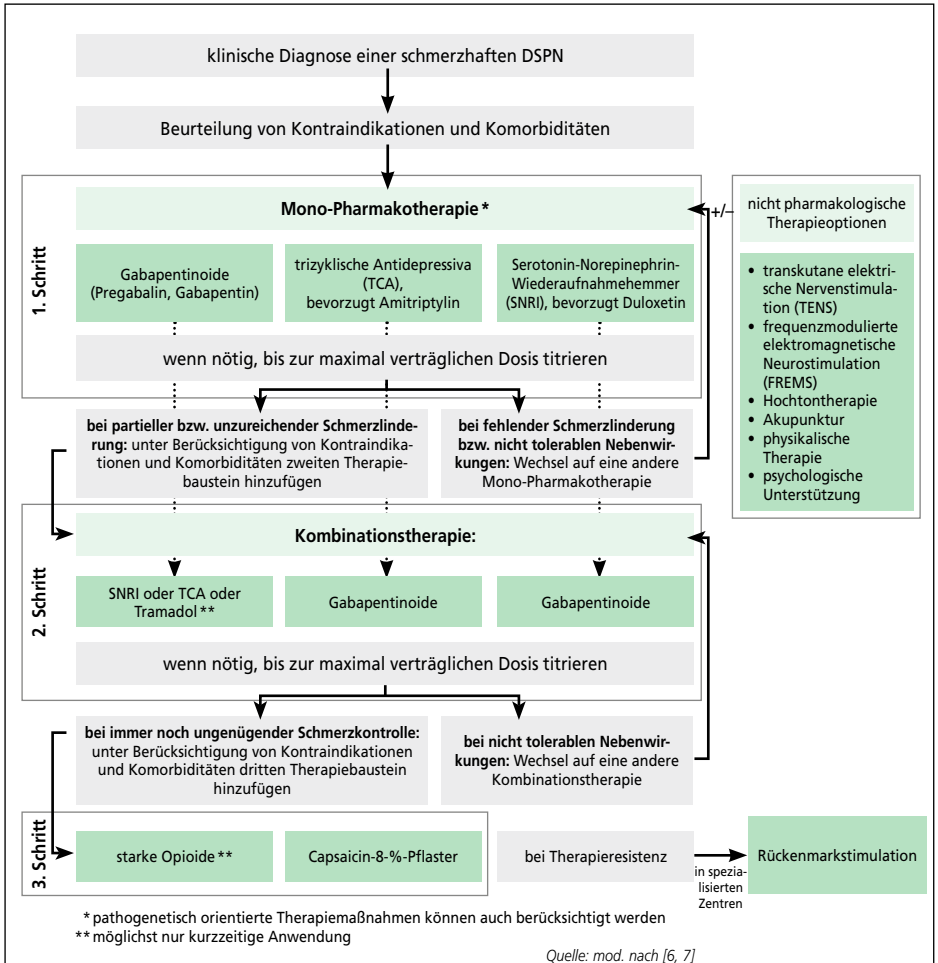 klinische Diagnose einer schmerzhaften DSPN
Beurteilung von Kontraindikationen und Komorbiditäten
1. Schritt
Mono-Pharmakotherapie *
Gabapentinoide
(Pregabalin, Gabapentin)
trizyklische Antidepressiva
(TCA),
bevorzugt Amitriptylin
Serotonin-Norepinephrin-
Wiederaufnahmehemmer
(SNRI), bevorzugt Duloxetin
wenn nötig, bis zur maximal verträglichen Dosis titrieren
+/–
nicht pharmakologische
Therapieoptionen
• transkutane elektri-
sche Nervenstimula-
tion (TENS)
• frequenzmodulierte
elektromagnetische
Neurostimulation
(FREMS)
• Hochtontherapie
• Akupunktur
• physikalische
Therapie
• psychologische
Unterstützung
bei partieller bzw. unzureichender Schmerzlinde-
rung: unter Berücksichtigung von Kontraindika-
tionen und Komorbiditäten zweiten Therapie-
baustein hinzufügen
bei fehlender Schmerzlinderung
bzw. nicht tolerablen Nebenwir-
kungen: Wechsel auf eine andere
Mono-Pharmakotherapie
2. Schritt
Kombinationstherapie:
SNRI oder TCA oder
Tramadol **
Gabapentinoide
Gabapentinoide
wenn nötig, bis zur maximal verträglichen Dosis titrieren
bei immer noch ungenügender Schmerzkontrolle:
unter Berücksichtigung von Kontraindikationen
und Komorbiditäten dritten Therapiebaustein
hinzufügen
bei nicht tolerablen Nebenwir-
kungen: Wechsel auf eine andere
Kombinationstherapie
3. Schritt
starke Opioide **
Capsaicin-8-%-Pflaster
bei Therapieresistenz
in spezia-
lisierten
Zentren
Rückenmarkstimulation
* pathogenetisch orientierte Therapiemaßnahmen können auch berücksichtigt werden
** möglichst nur kurzzeitige Anwendung
Quelle: mod. nach [6, 7]